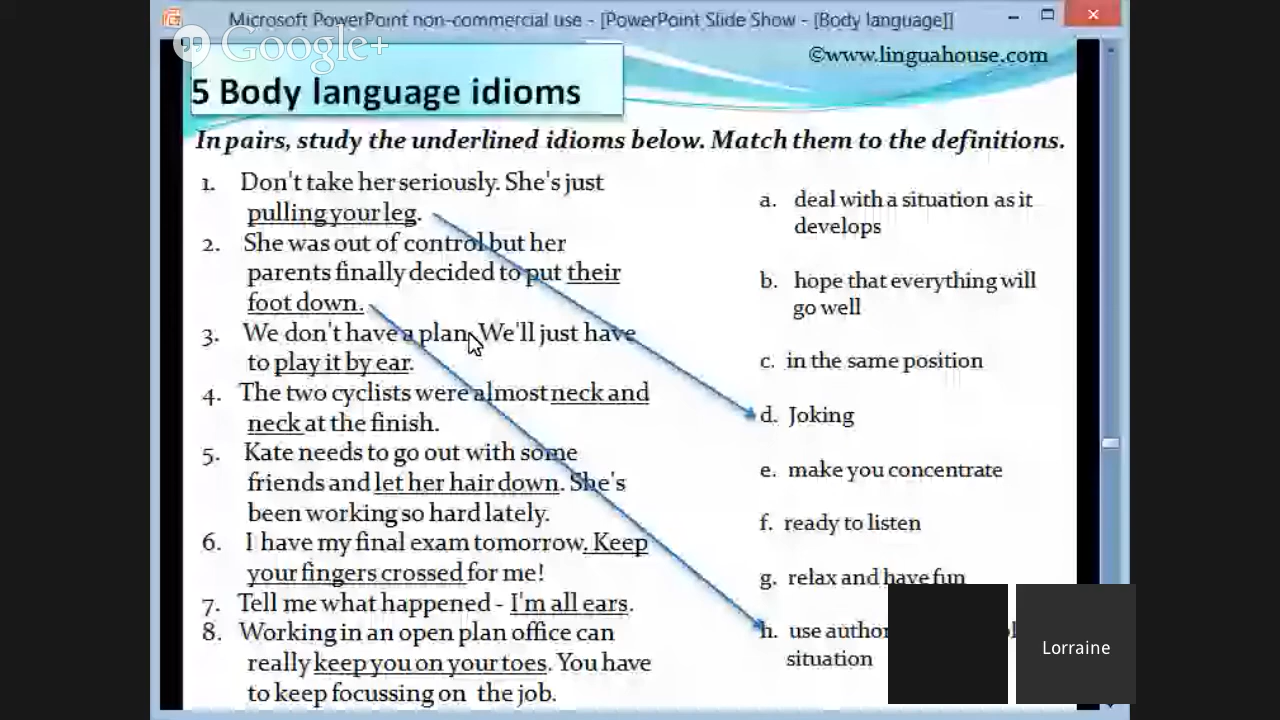 Microsoft PowerPoint non-commercial use - [PowerPoint Slide Show - [Body language]]
Google+
©www.linguahouse.com
5 Body language idioms
In pairs, study the underlined idioms below. Match them to the definitions.
1. Don't take her seriously. She's just
pulling your leg.
2. She was out of control but her
parents finally decided to put their
foot down.
3. We don't have a plan. We'll just have
to play it by ear.
4. The two cyclists were almost neck and
neck at the finish.
5. Kate needs to go out with some
friends and let her hair down. She's
been working so hard lately.
6. I have my final exam tomorrow. Keep
your fingers crossed for me!
7. Tell me what happened - I'm all ears.
8. Working in an open plan office can
really keep you on your toes. You have
to keep focussing on the job.
a. deal with a situation as it
develops
b. hope that everything will
go well
c. in the same position
d. Joking
e. make you concentrate
f. ready to listen
g. relax and have fun
h. use
situation
Lorraine